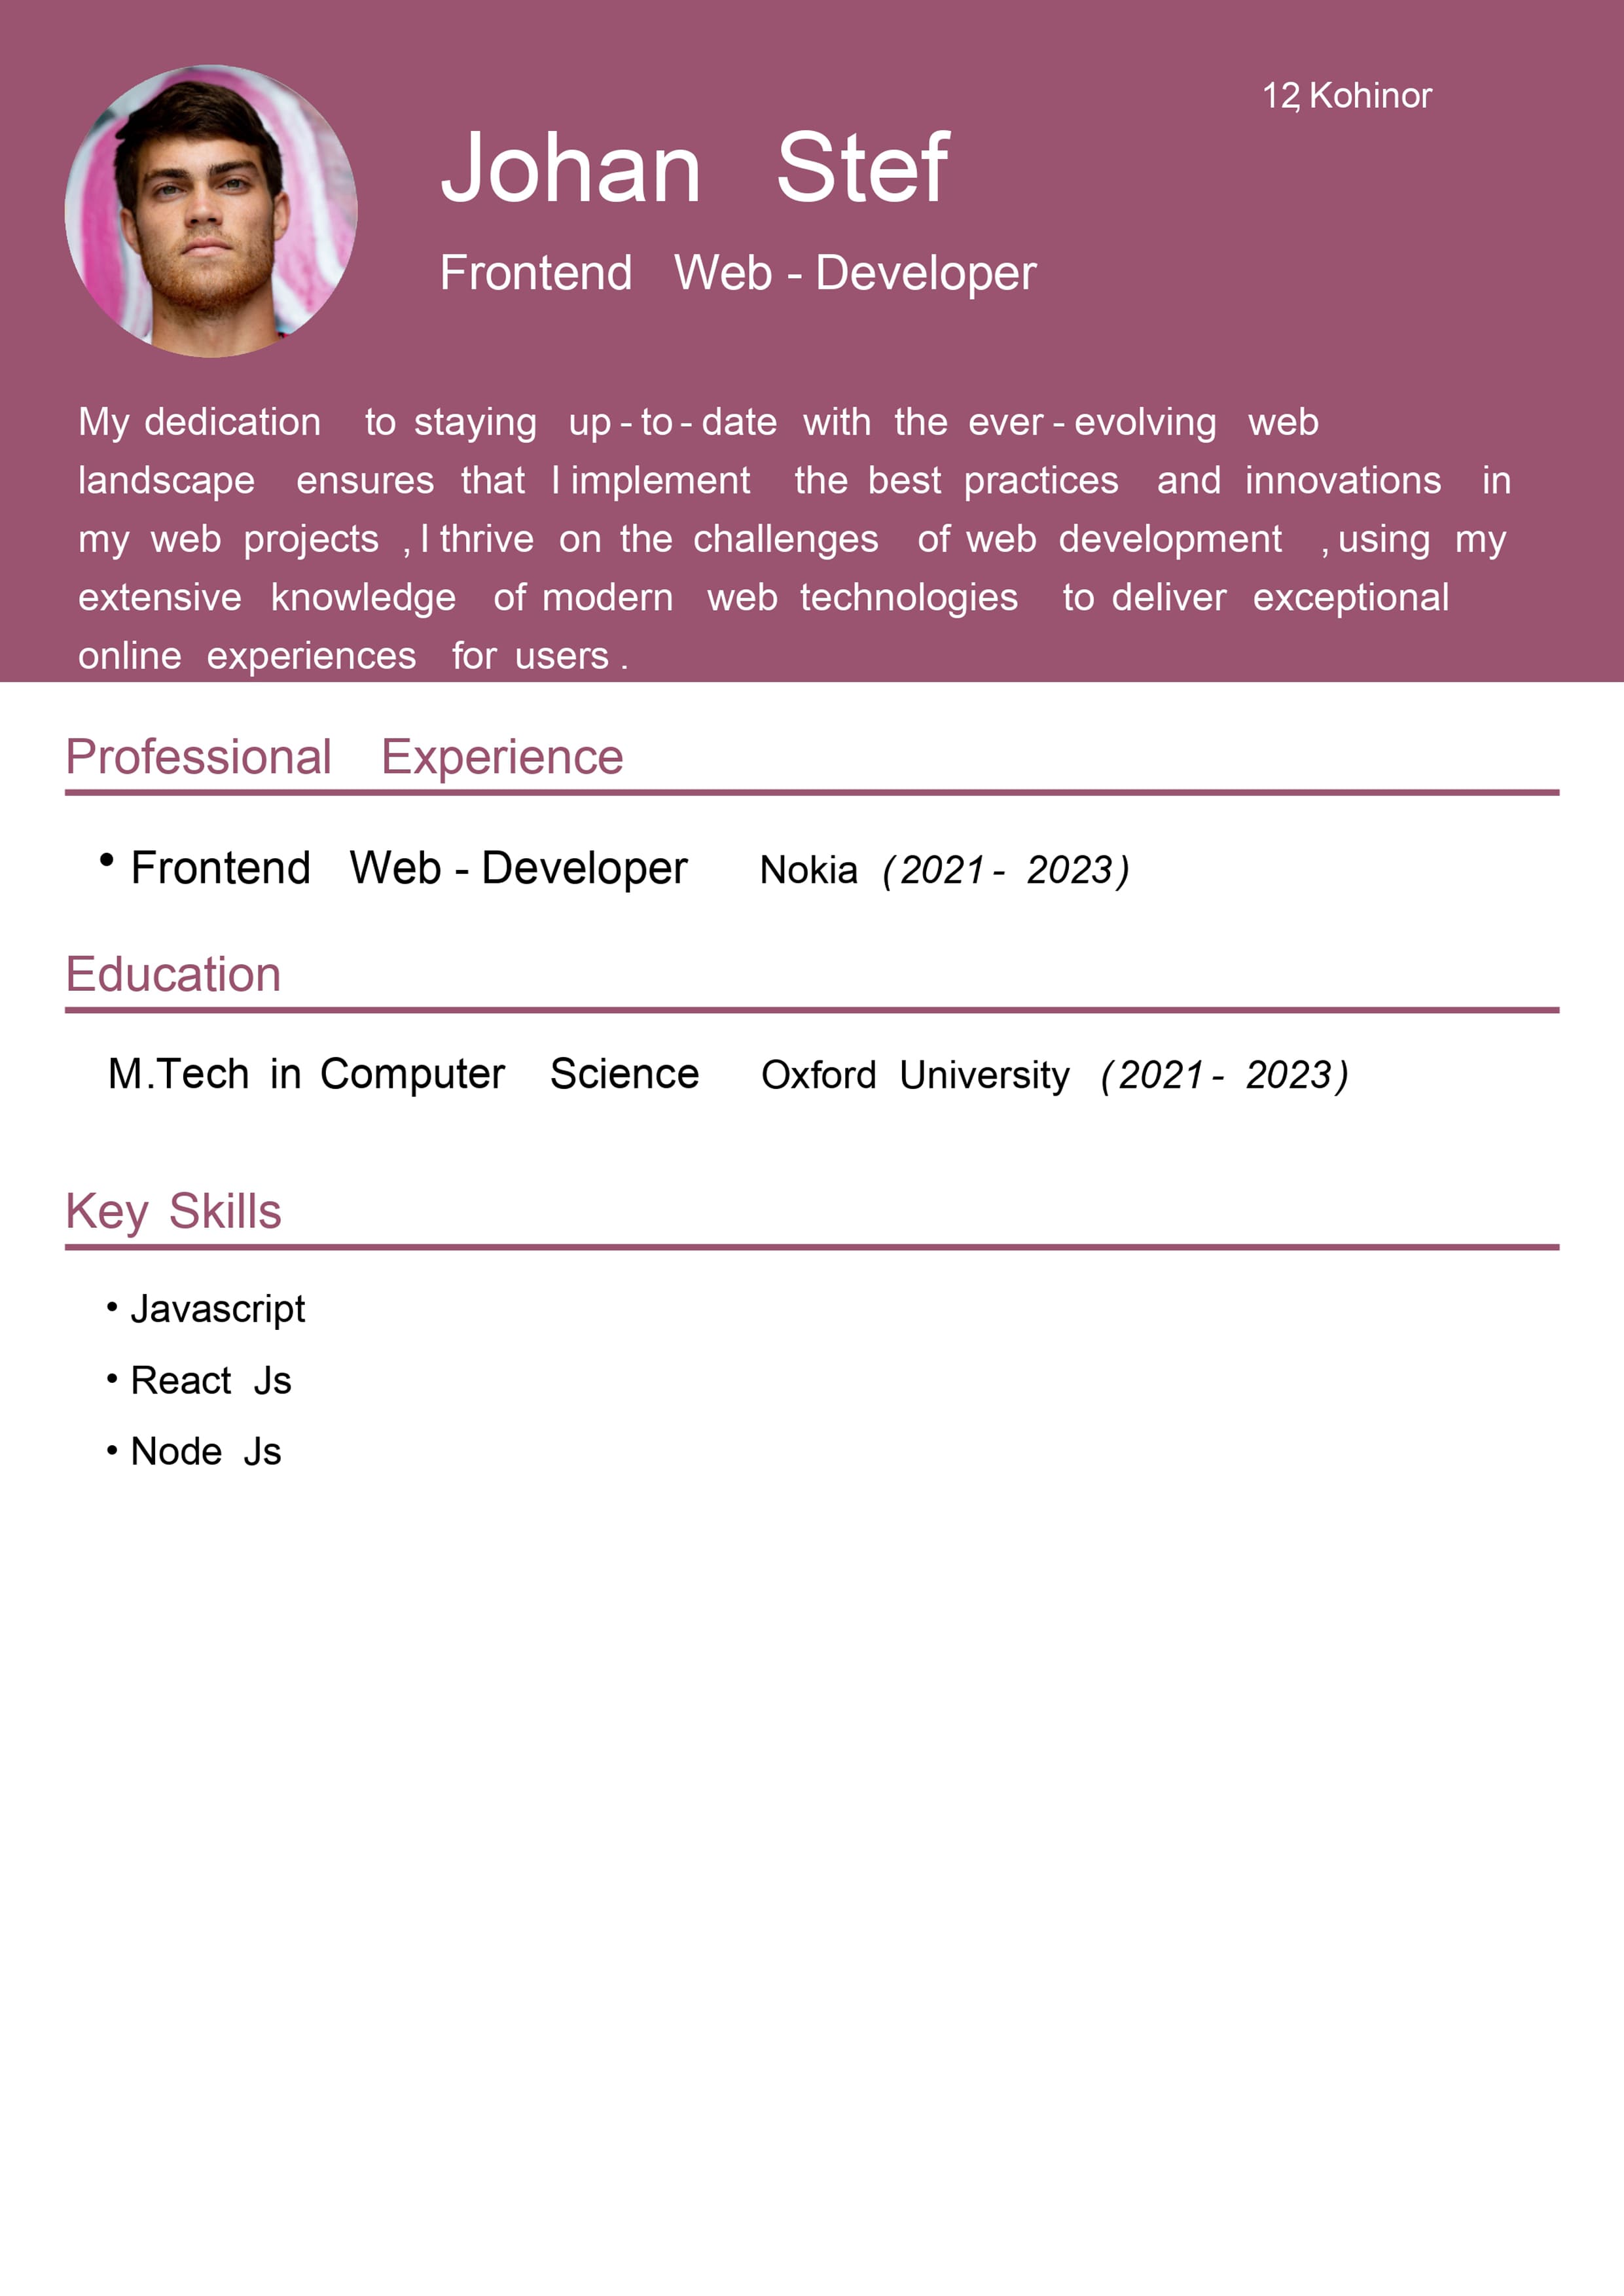 12, Kohinor
Johan Stef
Frontend Web-Developer
My dedication to staying up-to-date with the ever-evolving web
landscape ensures that I implement the best practices and innovations in
my web projects , I thrive on the challenges of web development , using my
extensive knowledge of modern web technologies to deliver exceptional
online experiences for users .
Professional Experience
• Frontend Web-Developer Nokia (2021- 2023)
Education
M.Tech in Computer Science Oxford University (2021- 2023)
Key Skills
• Javascript
• React Js
• Node Js